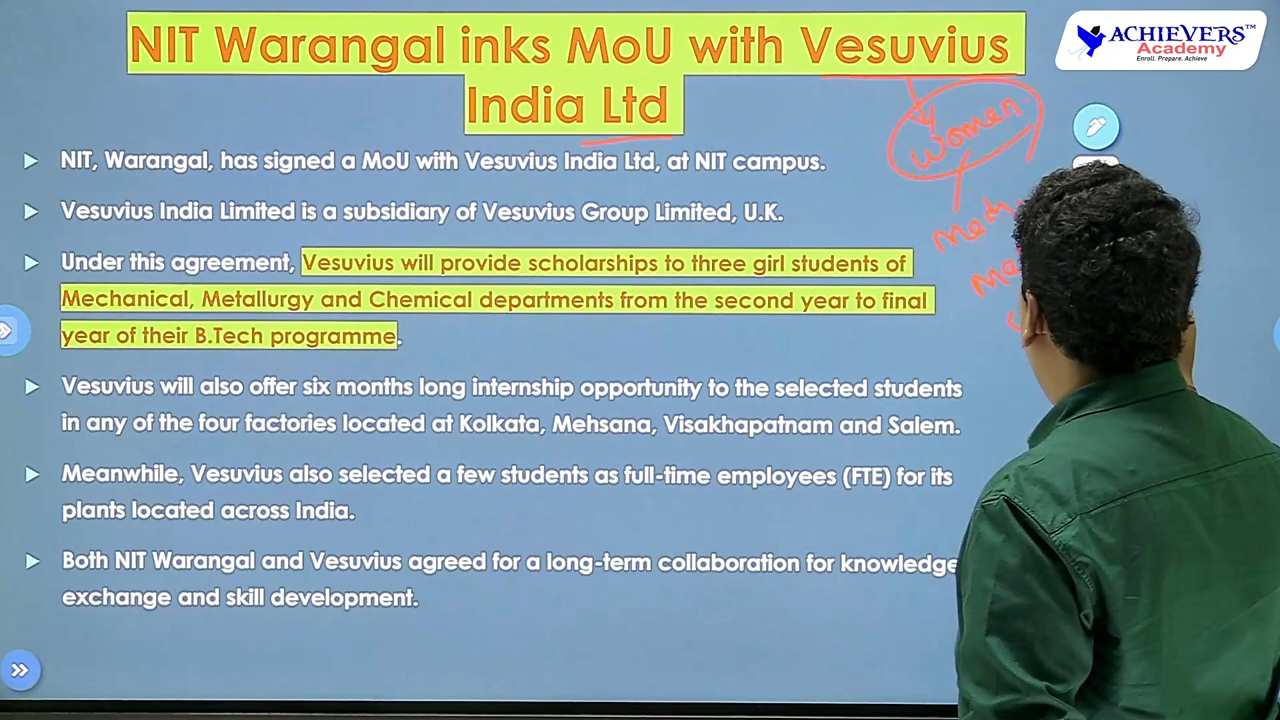 NIT Warangal inks MoU with Vesuvius
India Ltd
ACHIEVERS™
Academy
Enroll. Prepare. Achieve
Women
Mech
NIT, Warangal, has signed a MoU with Vesuvius India Ltd, at NIT campus.
Vesuvius India Limited is a subsidiary of Vesuvius Group Limited, U.K.
Under this agreement, Vesuvius will provide scholarships to three girl students of
Mechanical, Metallurgy and Chemical departments from the second year to final
year of their B.Tech programme.
Vesuvius will also offer six months long internship opportunity to the selected students
in any of the four factories located at Kolkata, Mehsana, Visakhapatnam and Salem.
Meanwhile, Vesuvius also selected a few students as full-time employees (FTE) for its
plants located across India.
Both NIT Warangal and Vesuvius agreed for a long-term collaboration for knowledge
exchange and skill development.